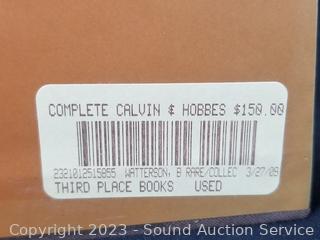 COMPLETE CALVIN & HOBBES $150.00
2321012515855 WATTERSON, B RARE/COLLEC 3/27/09
THIRD PLACE BOOKS USED
Copyright © 2023 - Sound Auction Service